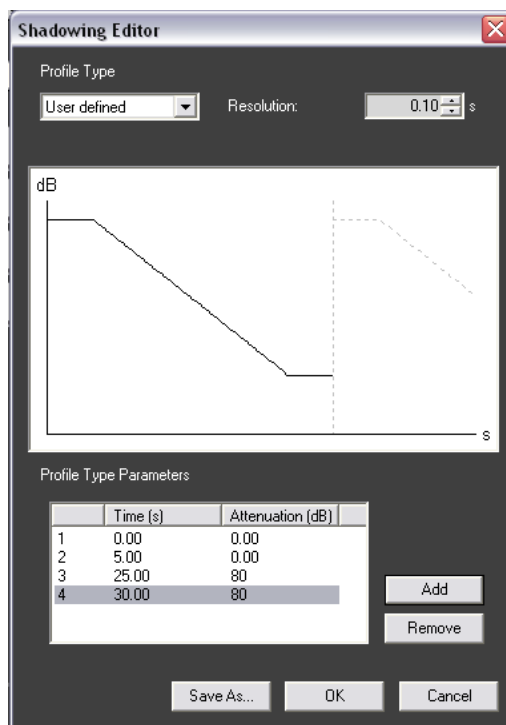 Shadowing Editor
Profile Type
User defined Resolution: 0.10 s
dB
s
Profile Type Parameters
Time (s) Attenuation (dB)
1 0.00 0.00
2 5.00 0.00
3 25.00 80
4 30.00 80
Add
Remove
Save As... OK Cancel